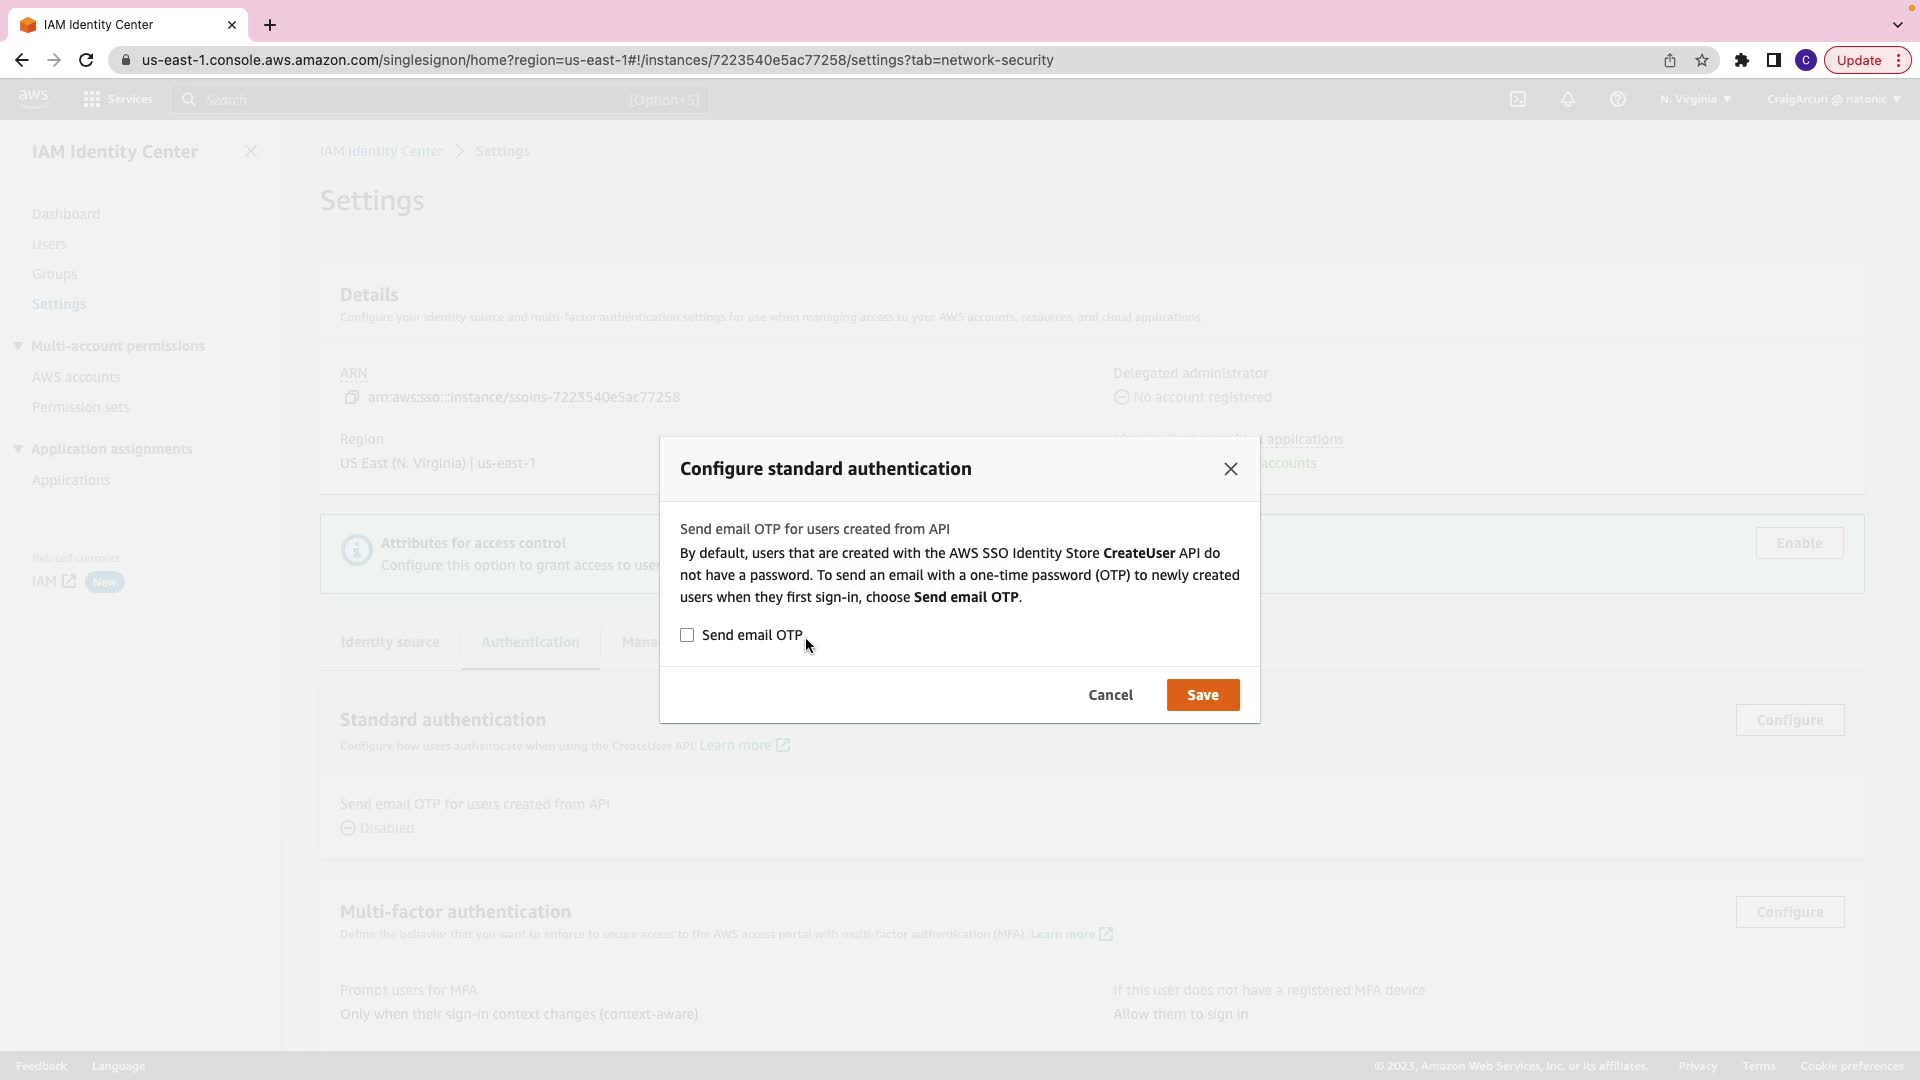 IAM Identity Center
us-east-1.console.aws.amazon.com/singlesignon/home?region=us-east-1#!/instances/7223540e5ac77258/settings?tab=network-security
C
Update
aws
Services
Search
[Option+S]
N. Virginia
CraigArcuri @ natonic
IAM Identity Center
Dashboard
Users
Groups
Settings
Multi-account permissions
AWS accounts
Permission sets
Application assignments
Applications
Related consoles
IAM
New
IAM Identity Center
Settings
Settings
Details
Configure your identity source and multi-factor authentication settings for use when managing access to your AWS accounts, resources, and cloud applications.
ARN
arn:aws:sso:::instance/ssoins-7223540e5ac77258
Delegated administrator
No account registered
Region
US East (N. Virginia) | us-east-1
applications
accounts
Attributes for access control
Configure this option to grant access to user
Enable
Identity source
Authentication
Mana
Configure standard authentication
Send email OTP for users created from API
By default, users that are created with the AWS SSO Identity Store CreateUser API do
not have a password. To send an email with a one-time password (OTP) to newly created
users when they first sign-in, choose Send email OTP.
Send email OTP
Cancel
Save
Standard authentication
Configure how users authenticate when using the CreateUser API. Learn more
Configure
Send email OTP for users created from API
Disabled
Multi-factor authentication
Define the behavior that you want to enforce to secure access to the AWS access portal with multi-factor authentication (MFA). Learn more
Configure
Prompt users for MFA
Only when their sign-in context changes (context-aware)
If this user does not have a registered MFA device
Allow them to sign in
Feedback
Language
© 2023, Amazon Web Services, Inc. or its affiliates.
Privacy
Terms
Cookie preferences